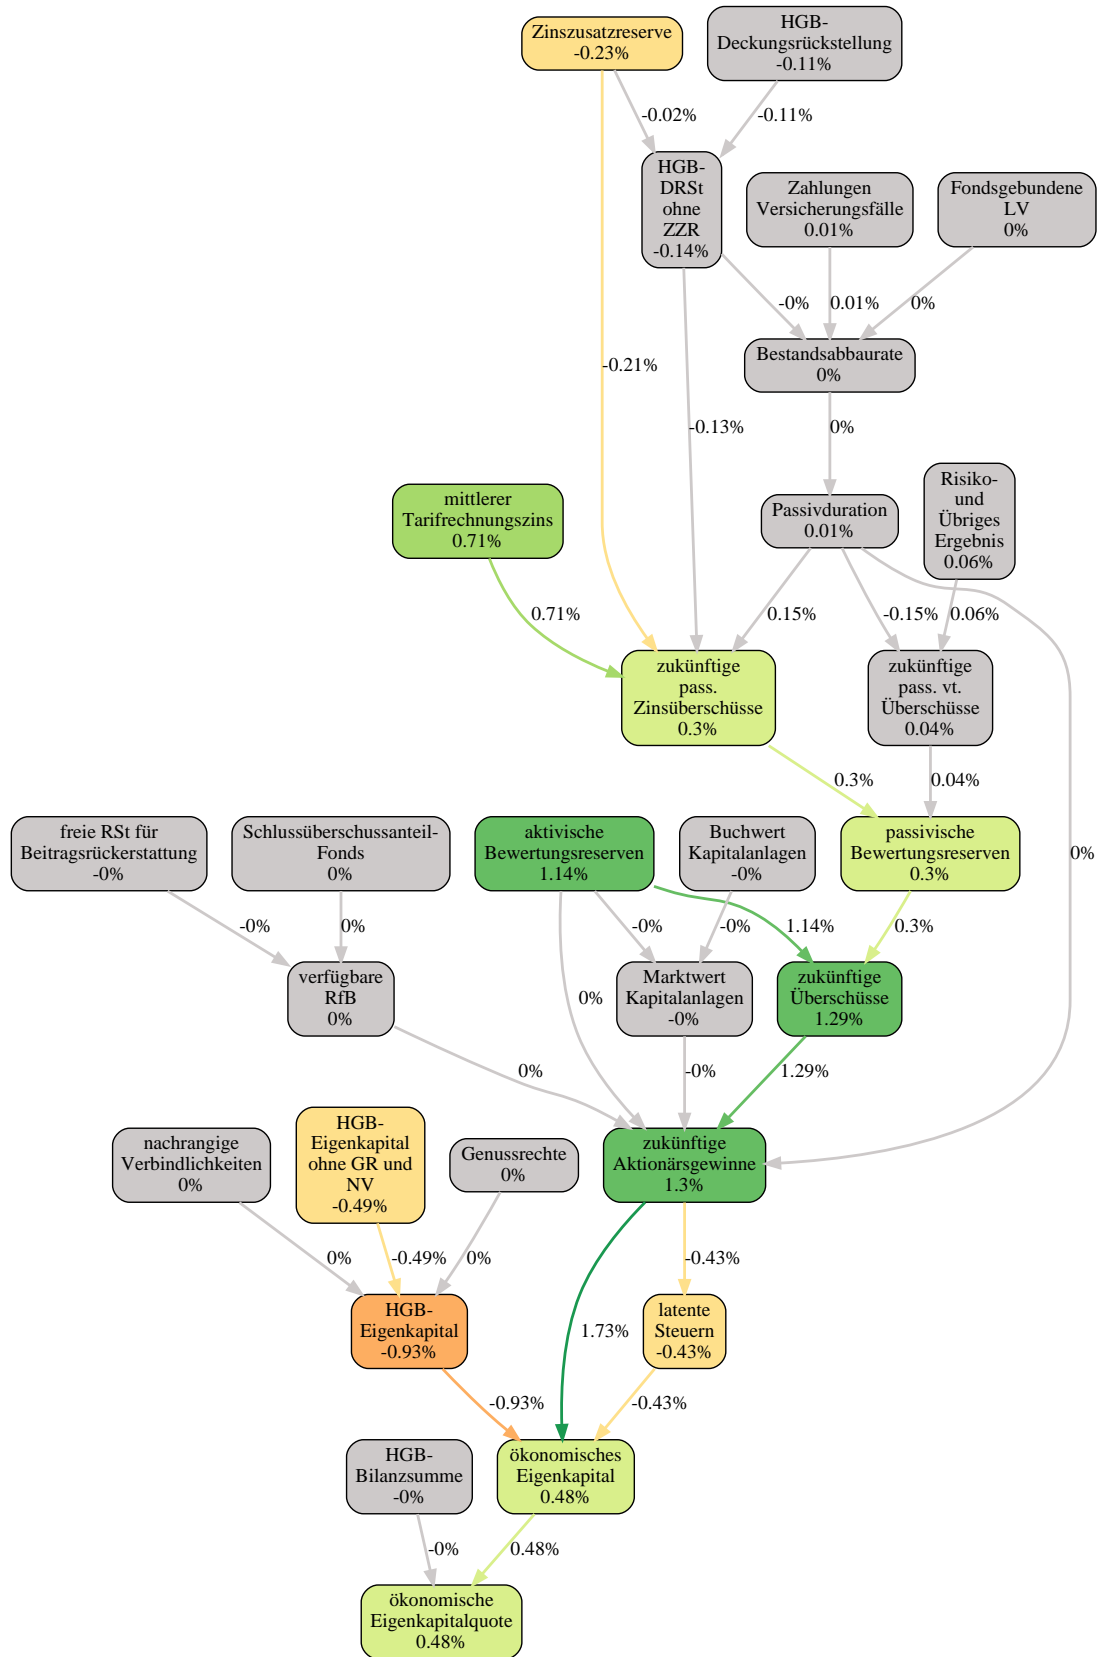 Zinszusatzreserve
-0.23%
HGB-
Deckungsrückstellung
-0.11%
-0.02%
-0.11%
HGB-
DRSt
ohne
ZZR
-0.14%
Zahlungen
Versicherungsfälle
0.01%
Fondsgebundene
LV
0%
-0%
0.01%
0%
Bestandsabbaurate
0%
-0.21%
-0.13%
0%
mittlerer
Tarifrechnungszins
0.71%
Passivduration
0.01%
Risiko-
und
Übriges
Ergebnis
0.06%
0.71%
0.15%
-0.15%
0.06%
zukünftige
pass.
Zinsüberschüsse
0.3%
zukünftige
pass. vt.
Überschüsse
0.04%
0.3%
0.04%
freie RSt für
Beitragsrückerstattung
-0%
Schlussüberschussanteil-
Fonds
0%
aktivische
Bewertungsreserven
1.14%
Buchwert
Kapitalanlagen
-0%
passivische
Bewertungsreserven
0.3%
0%
-0%
0%
-0%
-0%
1.14%
0.3%
verfügbare
RfB
0%
0%
Marktwert
Kapitalanlagen
-0%
zukünftige
Überschüsse
1.29%
0%
-0%
1.29%
nachrangige
Verbindlichkeiten
0%
HGB-
Eigenkapital
ohne GR und
NV
-0.49%
Genussrechte
0%
zukünftige
Aktionärsgewinne
1.3%
0%
-0.49%
0%
-0.43%
HGB-
Eigenkapital
-0.93%
1.73%
latente
Steuern
-0.43%
-0.93%
-0.43%
HGB-
Bilanzsumme
-0%
ökonomisches
Eigenkapital
0.48%
-0%
0.48%
ökonomische
Eigenkapitalquote
0.48%